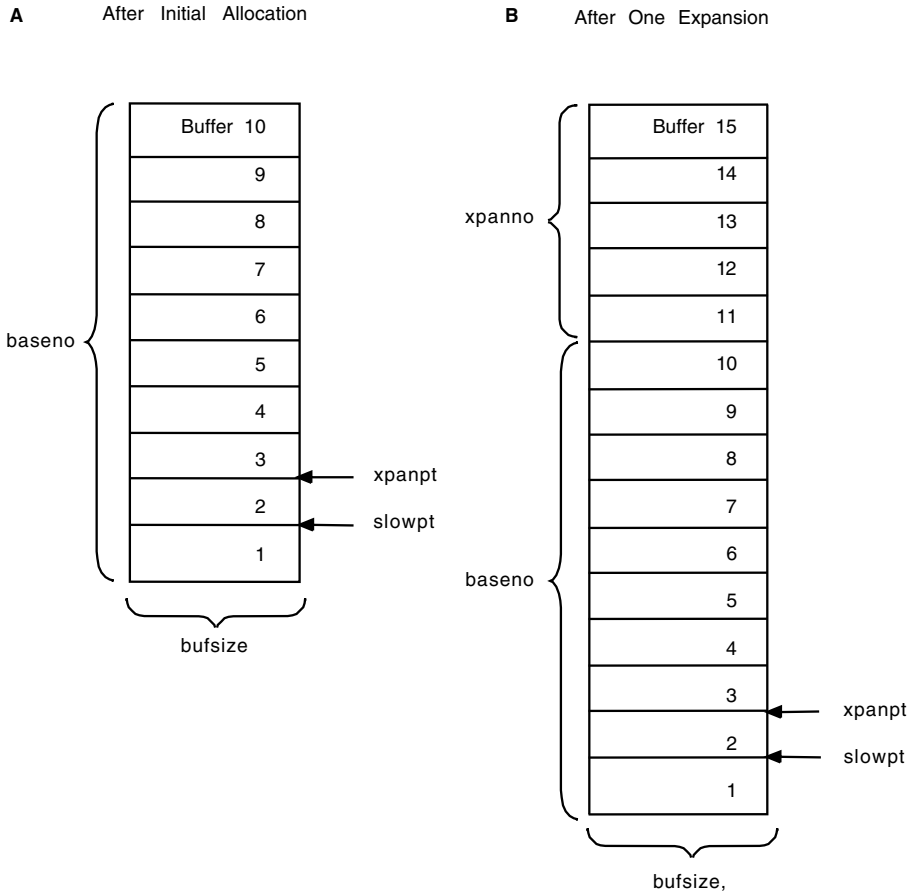 A After Initial Allocation
Buffer 10
9
8
7
6
5
4
3
2
1
baseno
xpanpt
slowpt
bufsize
B After One Expansion
Buffer 15
14
13
12
11
10
9
8
7
6
5
4
3
2
1
xpanno
baseno
xpanpt
slowpt
bufsize,